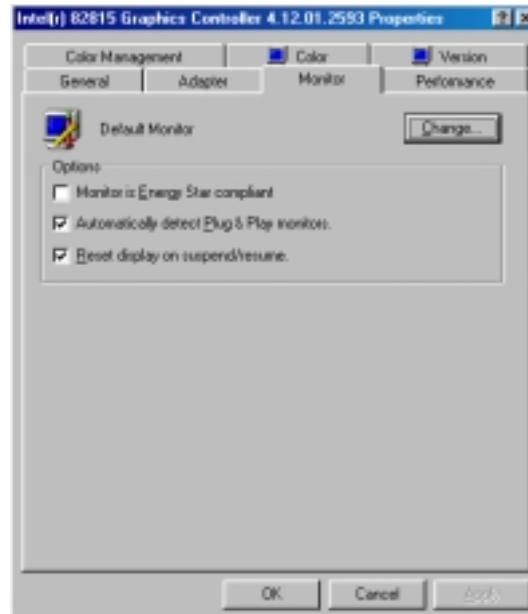 Intel(r) 82815 Graphics Controller 4.12.01.2593 Properties
Color Management Color Version
General Adapter Monitor Performance
Default Monitor Change...
Options
Monitor is Energy Star compliant
Automatically detect Plug & Play monitors.
Reset display on suspend/resume.
OK Cancel Apply